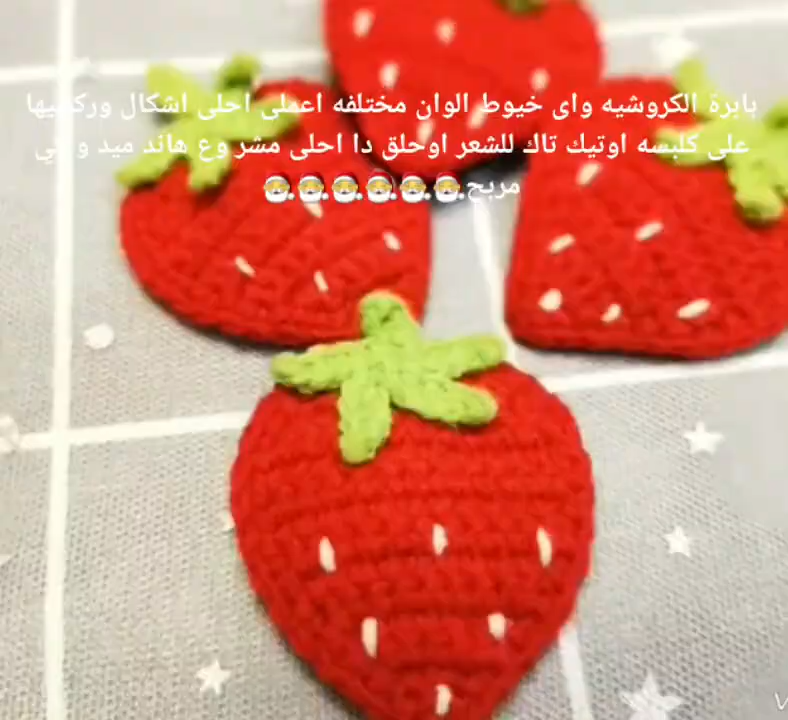 بابرة الكروشيه واى خيوط الوان مختلفه اعملى احلى اشكال وركبيها
على كلبسه اوتيك تاك للشعر اوحلق دا احلى مشروع هاند ميد و
مربح🎅🎅🎅🎅🎅🎅